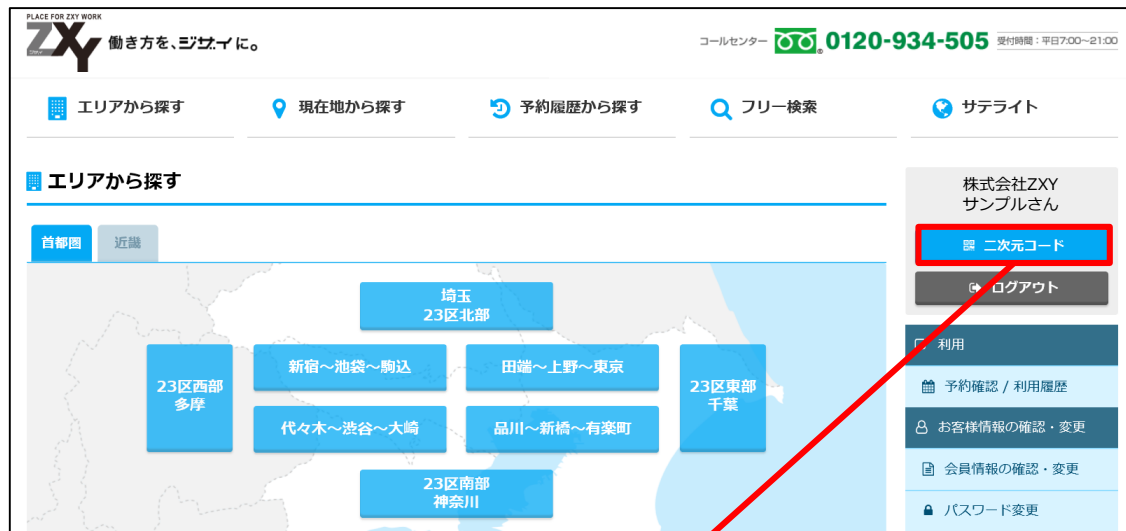 PLACE FOR ZXY WORK
ZXY 働き方を、ジザイに。
コールセンター 0120-934-505 受付時間：平日7:00～21:00
エリアから探す
現在地から探す
予約履歴から探す
フリー検索
サテライト
エリアから探す
首都圏
近畿
埼玉
23区北部
新宿～池袋～駒込
田端～上野～東京
23区西部
多摩
23区東部
千葉
代々木～渋谷～大崎
品川～新橋～有楽町
23区南部
神奈川
株式会社ZXY
サンプルさん
二次元コード
ログアウト
利用
予約確認 / 利用履歴
お客様情報の確認・変更
会員情報の確認・変更
パスワード変更